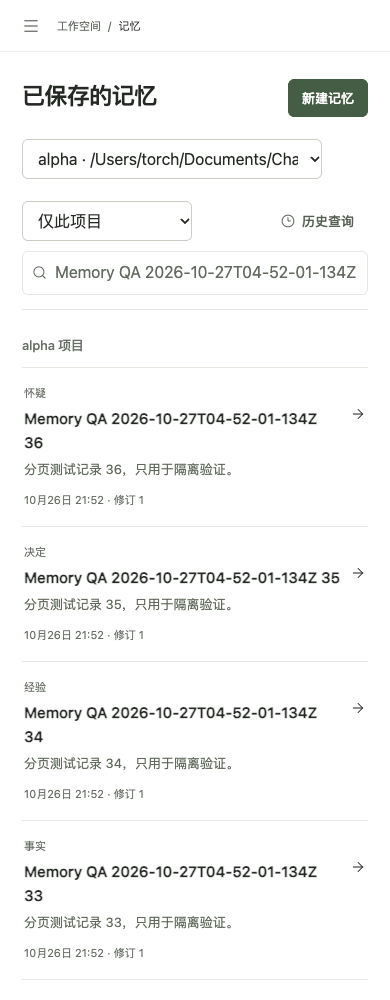 工作空间 / 记忆
已保存的记忆
新建记忆
alpha · /Users/torch/Documents/Cha
仅此项目
历史查询
Memory QA 2026-10-27T04-52-01-134Z
alpha 项目
怀疑
Memory QA 2026-10-27T04-52-01-134Z
36
分页测试记录 36，只用于隔离验证。
10月26日 21:52 · 修订 1
决定
Memory QA 2026-10-27T04-52-01-134Z 35
分页测试记录 35，只用于隔离验证。
10月26日 21:52 · 修订 1
经验
Memory QA 2026-10-27T04-52-01-134Z
34
分页测试记录 34，只用于隔离验证。
10月26日 21:52 · 修订 1
事实
Memory QA 2026-10-27T04-52-01-134Z
33
分页测试记录 33，只用于隔离验证。
10月26日 21:52 · 修订 1